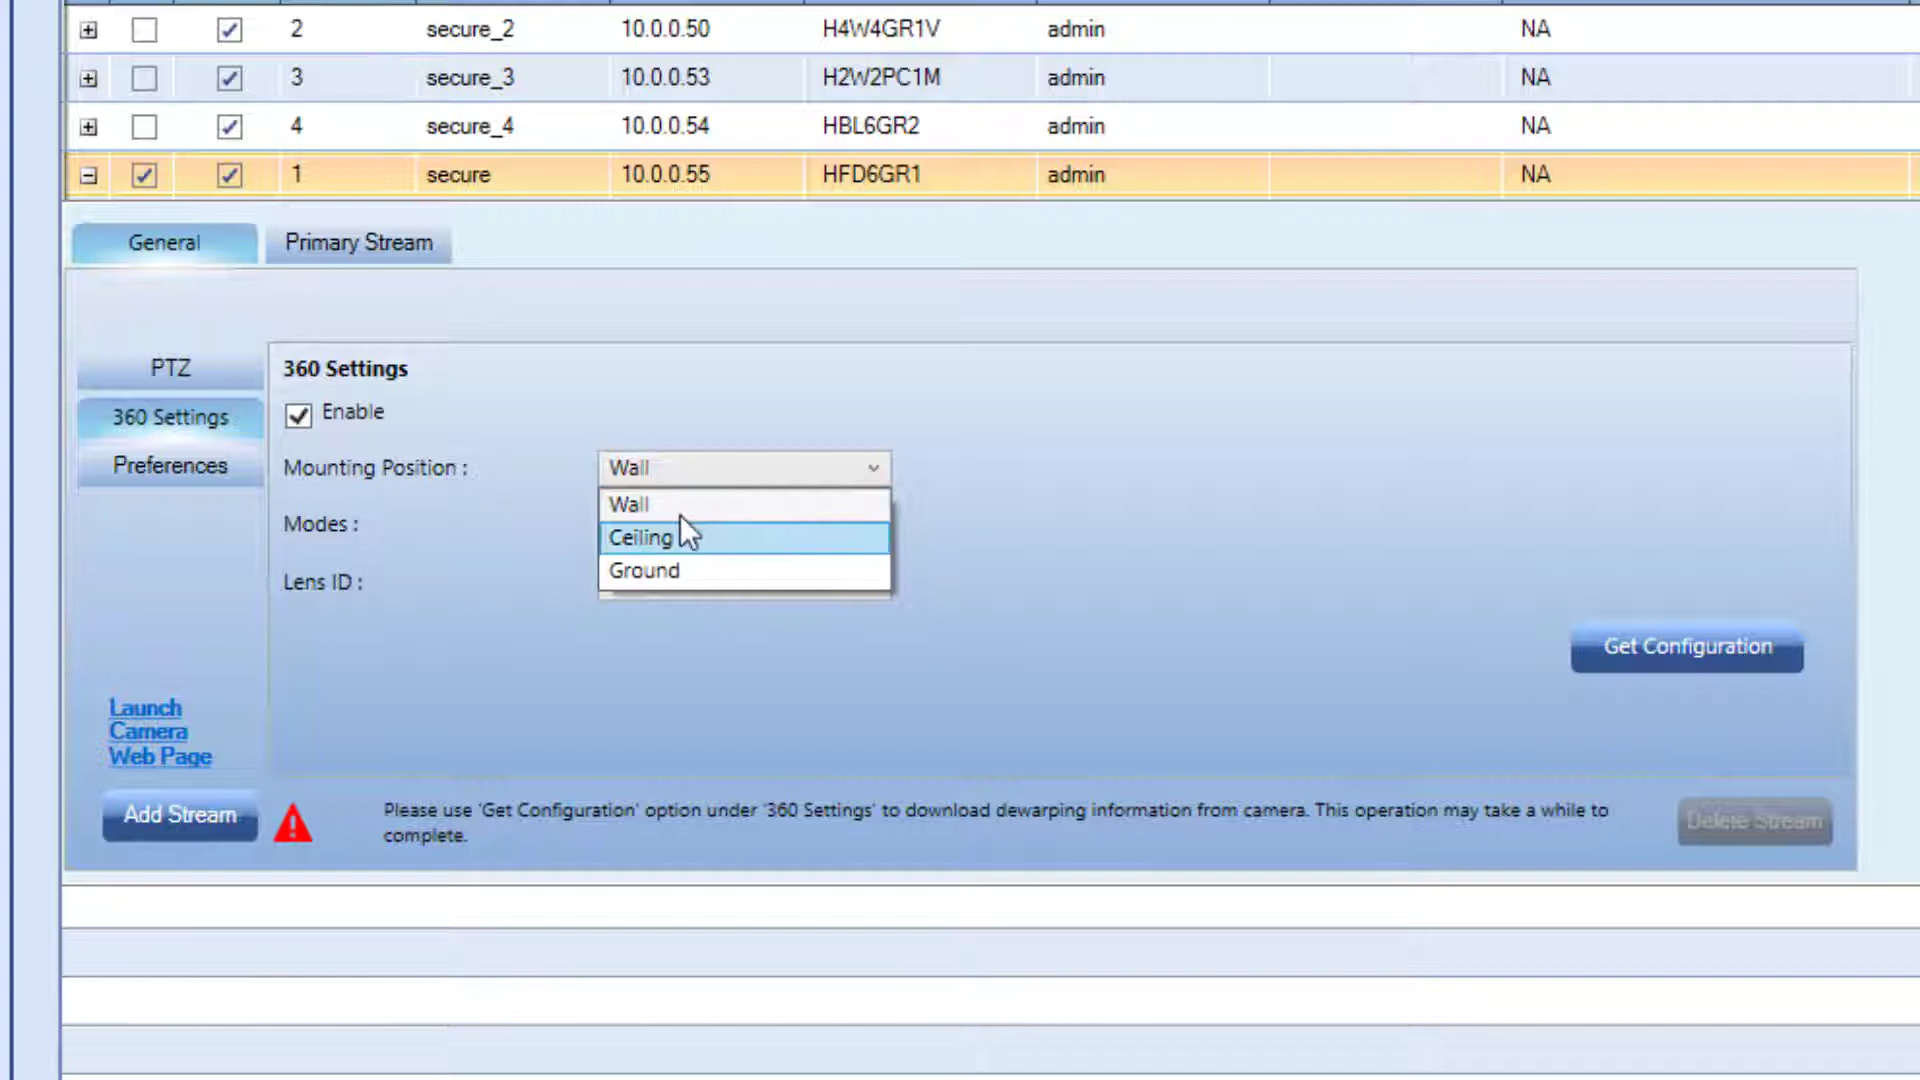 2 secure_2 10.0.0.50 H4W4GR1V admin NA
3 secure_3 10.0.0.53 H2W2PC1M admin NA
4 secure_4 10.0.0.54 HBL6GR2 admin NA
1 secure 10.0.0.55 HFD6GR1 admin NA
General Primary Stream
PTZ
360 Settings
Preferences
360 Settings
Enable
Mounting Position : Wall
Wall
Ceiling
Ground
Modes :
Lens ID :
Get Configuration
Launch
Camera
Web Page
Add Stream
Please use 'Get Configuration' option under '360 Settings' to download dewarping information from camera. This operation may take a while to
complete.
Delete Stream